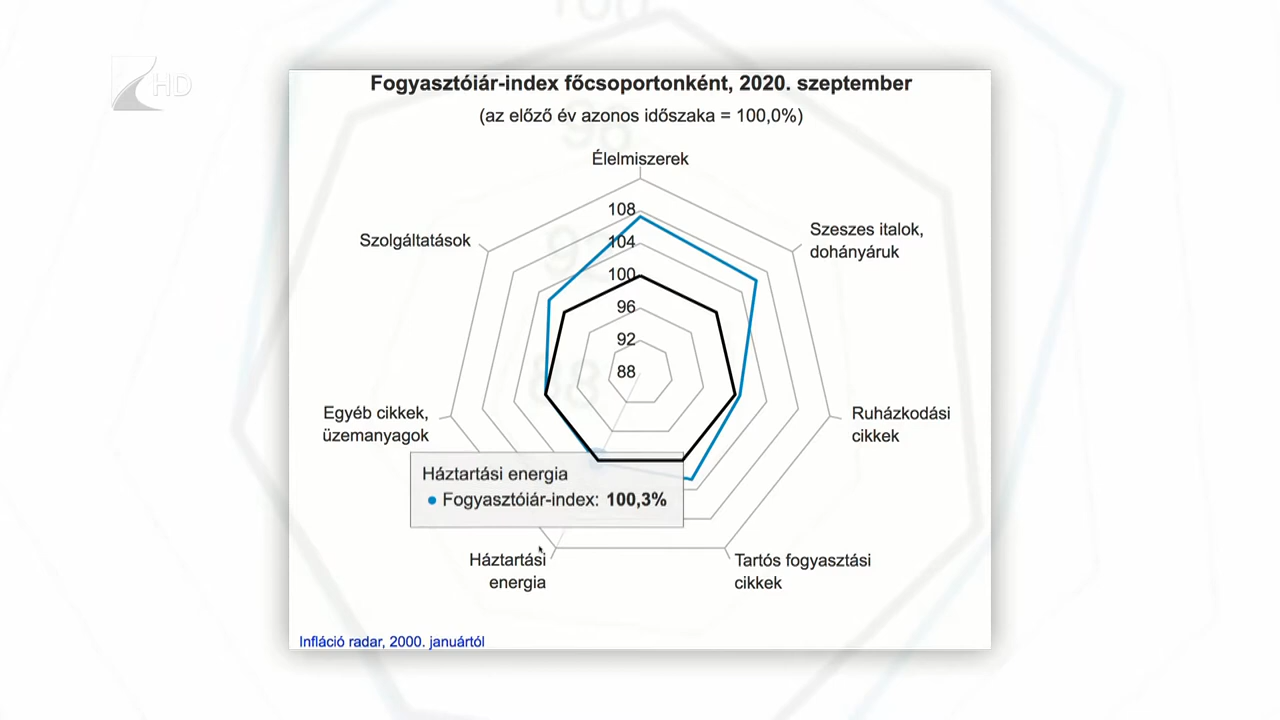 HD
Fogyasztóiár-index főcsoportonként, 2020. szeptember
(az előző év azonos időszaka = 100,0%)
Élelmiszerek
108
104
100
96
92
88
Szeszes italok,
dohányáruk
Szolgáltatások
Egyéb cikkek,
üzemanyagok
Ruházkodási
cikkek
Háztartási energia
Fogyasztóiár-index: 100,3%
Háztartási
energia
Tartós fogyasztási
cikkek
Infláció radar, 2000. januártól